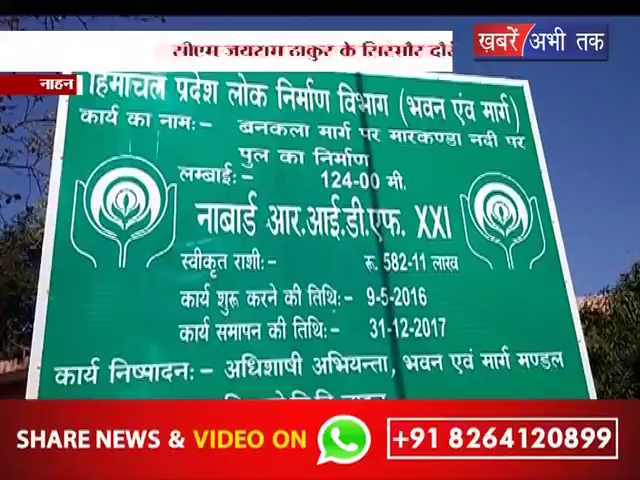 सीएम जयराम ठाकुर के सिरमौर दौरे
ख़बरें अभी तक
नाहन
हिमाचल प्रदेश लोक निर्माण विभाग (भवन एंव मार्ग)
कार्य का नामः- बनकला मार्ग पर मारकण्डा नदी पर
पुल का निर्माण
लम्बाईः- 124-00 मी.
नाबार्ड आर.आई.डी.एफ. XXI
स्वीकृत राशीः- रू. 582-11 लाख
कार्य शुरू करने की तिथिः- 9-5-2016
कार्य समापन की तिथिः- 31-12-2017
कार्य निष्पादनः- अधिशाषी अभियन्ता, भवन एवं मार्ग मण्डल
SHARE NEWS & VIDEO ON +91 8264120899